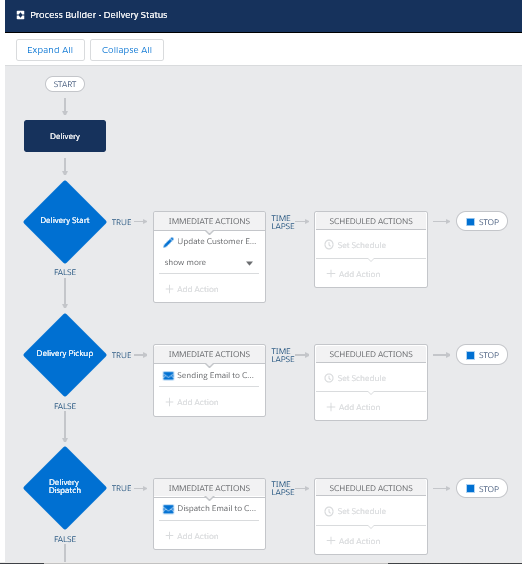 Process Builder - Delivery Status
Expand All
Collapse All
START
Delivery
Delivery Start
TRUE
IMMEDIATE ACTIONS
Update Customer E...
show more
+ Add Action
TIME
LAPSE
SCHEDULED ACTIONS
Set Schedule
+ Add Action
STOP
FALSE
Delivery Pickup
TRUE
IMMEDIATE ACTIONS
Sending Email to C...
+ Add Action
TIME
LAPSE
SCHEDULED ACTIONS
Set Schedule
+ Add Action
STOP
FALSE
Delivery
Dispatch
TRUE
IMMEDIATE ACTIONS
Dispatch Email to C...
+ Add Action
TIME
LAPSE
SCHEDULED ACTIONS
Set Schedule
+ Add Action
STOP
FALSE